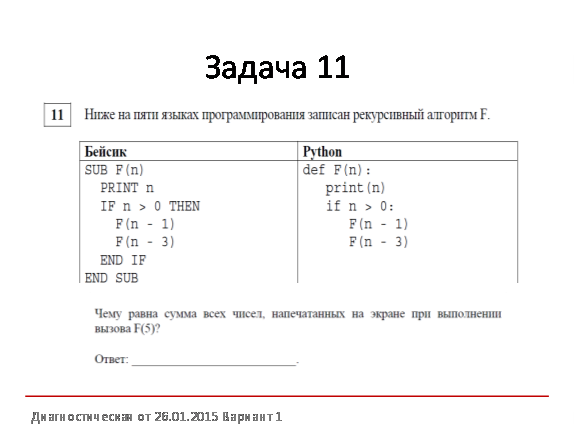 Задача 11
11 Ниже на пяти языках программирования записан рекурсивный алгоритм F.
Бейсик
SUB F(n)
PRINT n
IF n > 0 THEN
F(n - 1)
F(n - 3)
END IF
END SUB
Python
def F(n):
print(n)
if n > 0:
F(n - 1)
F(n - 3)
Чему равна сумма всех чисел, напечатанных на экране при выполнении
вызова F(5)?
Ответ: ____________________________.
Диагностическая от 26.01.2015 Вариант 1